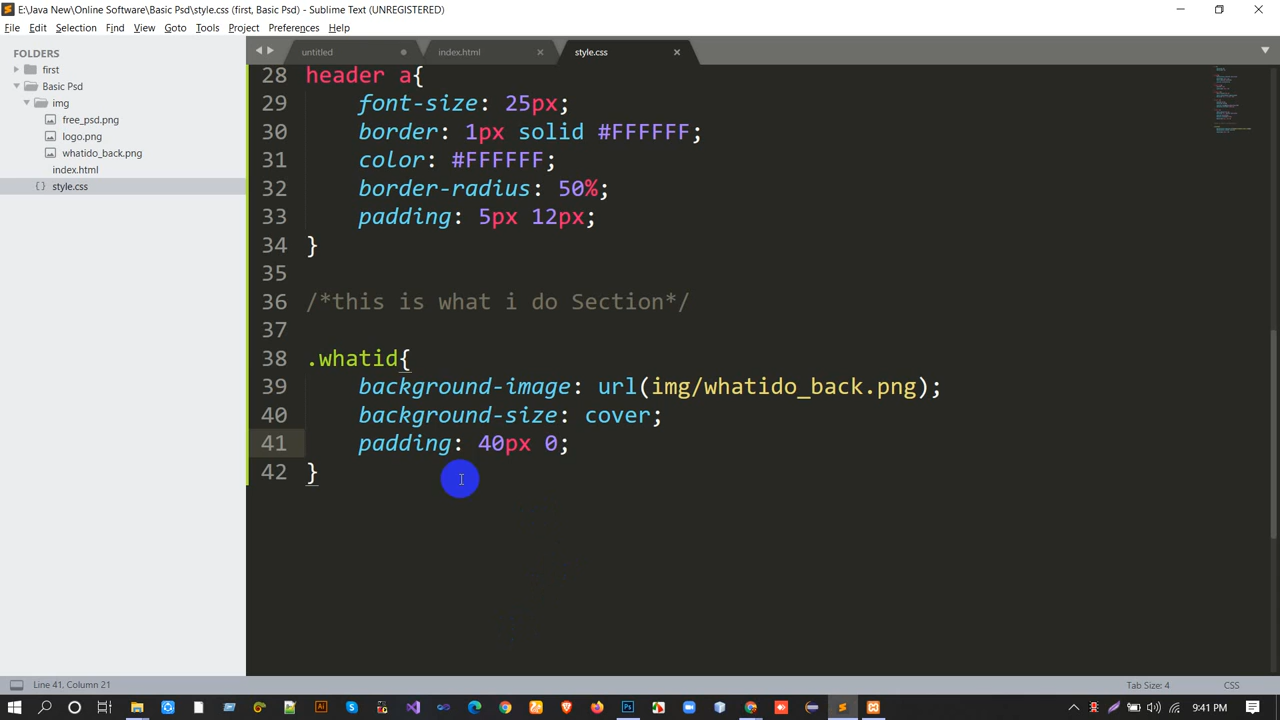 E:\Java New\Online Software\Basic Psd\style.css (first, Basic Psd) - Sublime Text (UNREGISTERED)
File Edit Selection Find View Goto Tools Project Preferences Help
FOLDERS
first
Basic Psd
img
free_psd.png
logo.png
whatido_back.png
index.html
style.css
untitled
index.html
style.css
28 header a{
29 font-size: 25px;
30 border: 1px solid #FFFFFF;
31 color: #FFFFFF;
32 border-radius: 50%;
33 padding: 5px 12px;
34 }
35
36 /*this is what i do Section*/
37
38 .whatid{
39 background-image: url(img/whatido_back.png);
40 background-size: cover;
41 padding: 40px 0;
42 }
Line 41, Column 21
Tab Size: 4
CSS
9:41 PM